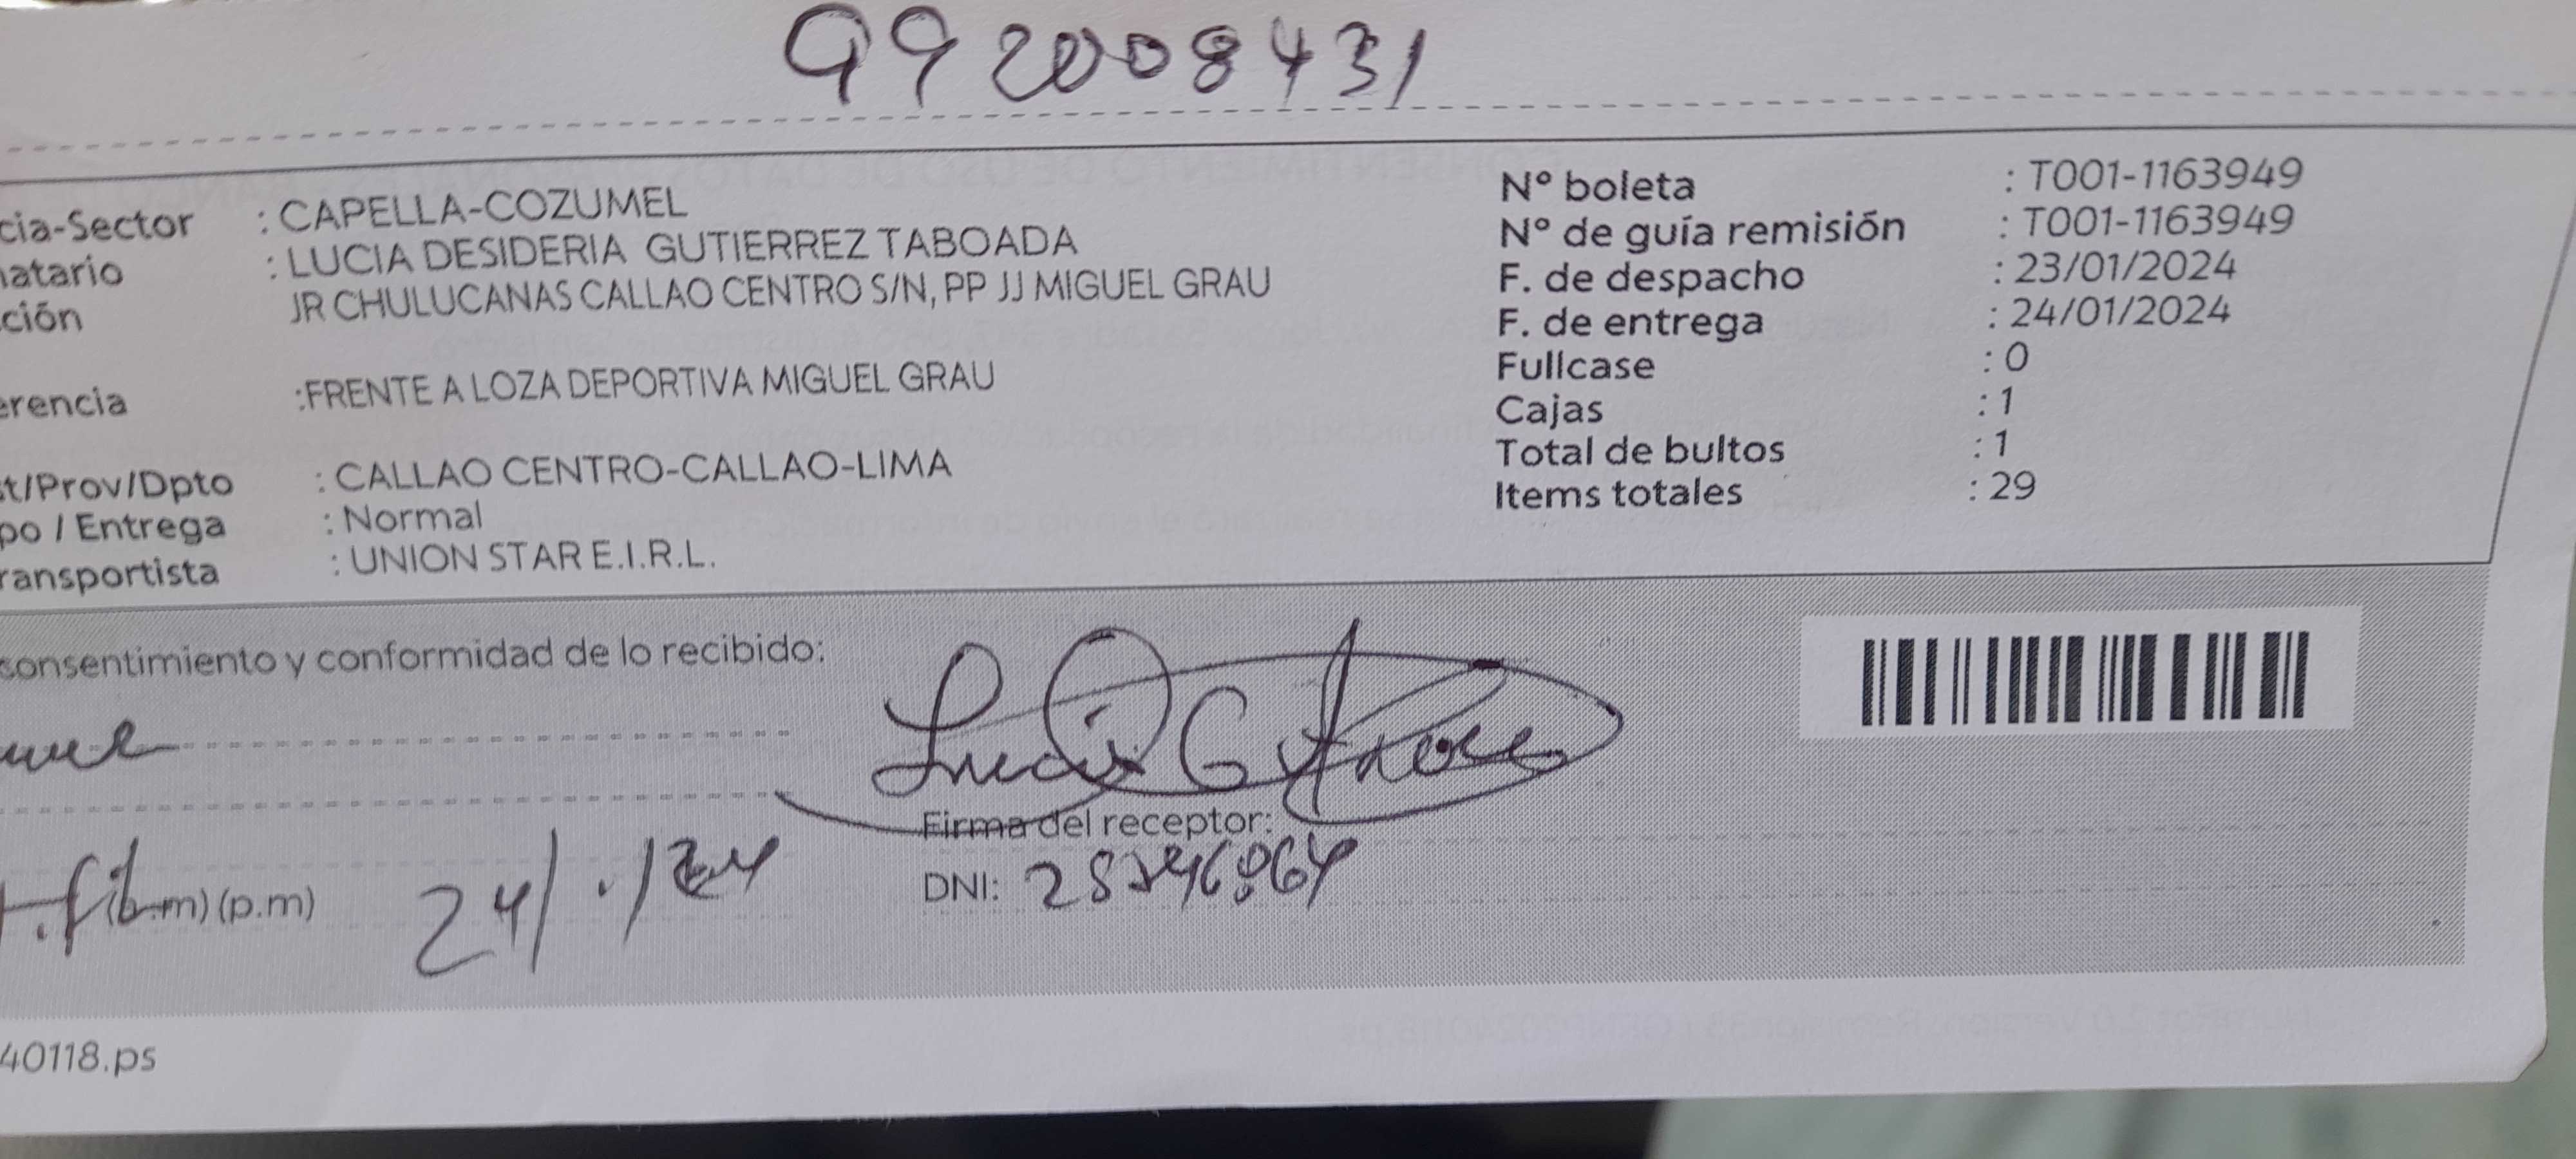 992008431
cia-Sector : CAPELLA-COZUMEL
natario : LUCIA DESIDERIA GUTIERREZ TABOADA
ción JR CHULUCANAS CALLAO CENTRO S/N, PP JJ MIGUEL GRAU
erencia :FRENTE A LOZA DEPORTIVA MIGUEL GRAU
t/Prov/Dpto : CALLAO CENTRO-CALLAO-LIMA
po / Entrega : Normal
ransportista : UNION STAR E.I.R.L.
Nº boleta : T001-1163949
Nº de guía remisión : T001-1163949
F. de despacho : 23/01/2024
F. de entrega : 24/01/2024
Fullcase : 0
Cajas : 1
Total de bultos : 1
Items totales : 29
consentimiento y conformidad de lo recibido:
Lucia
Firma del receptor:
(p.m) 24/
DNI:
40118.ps